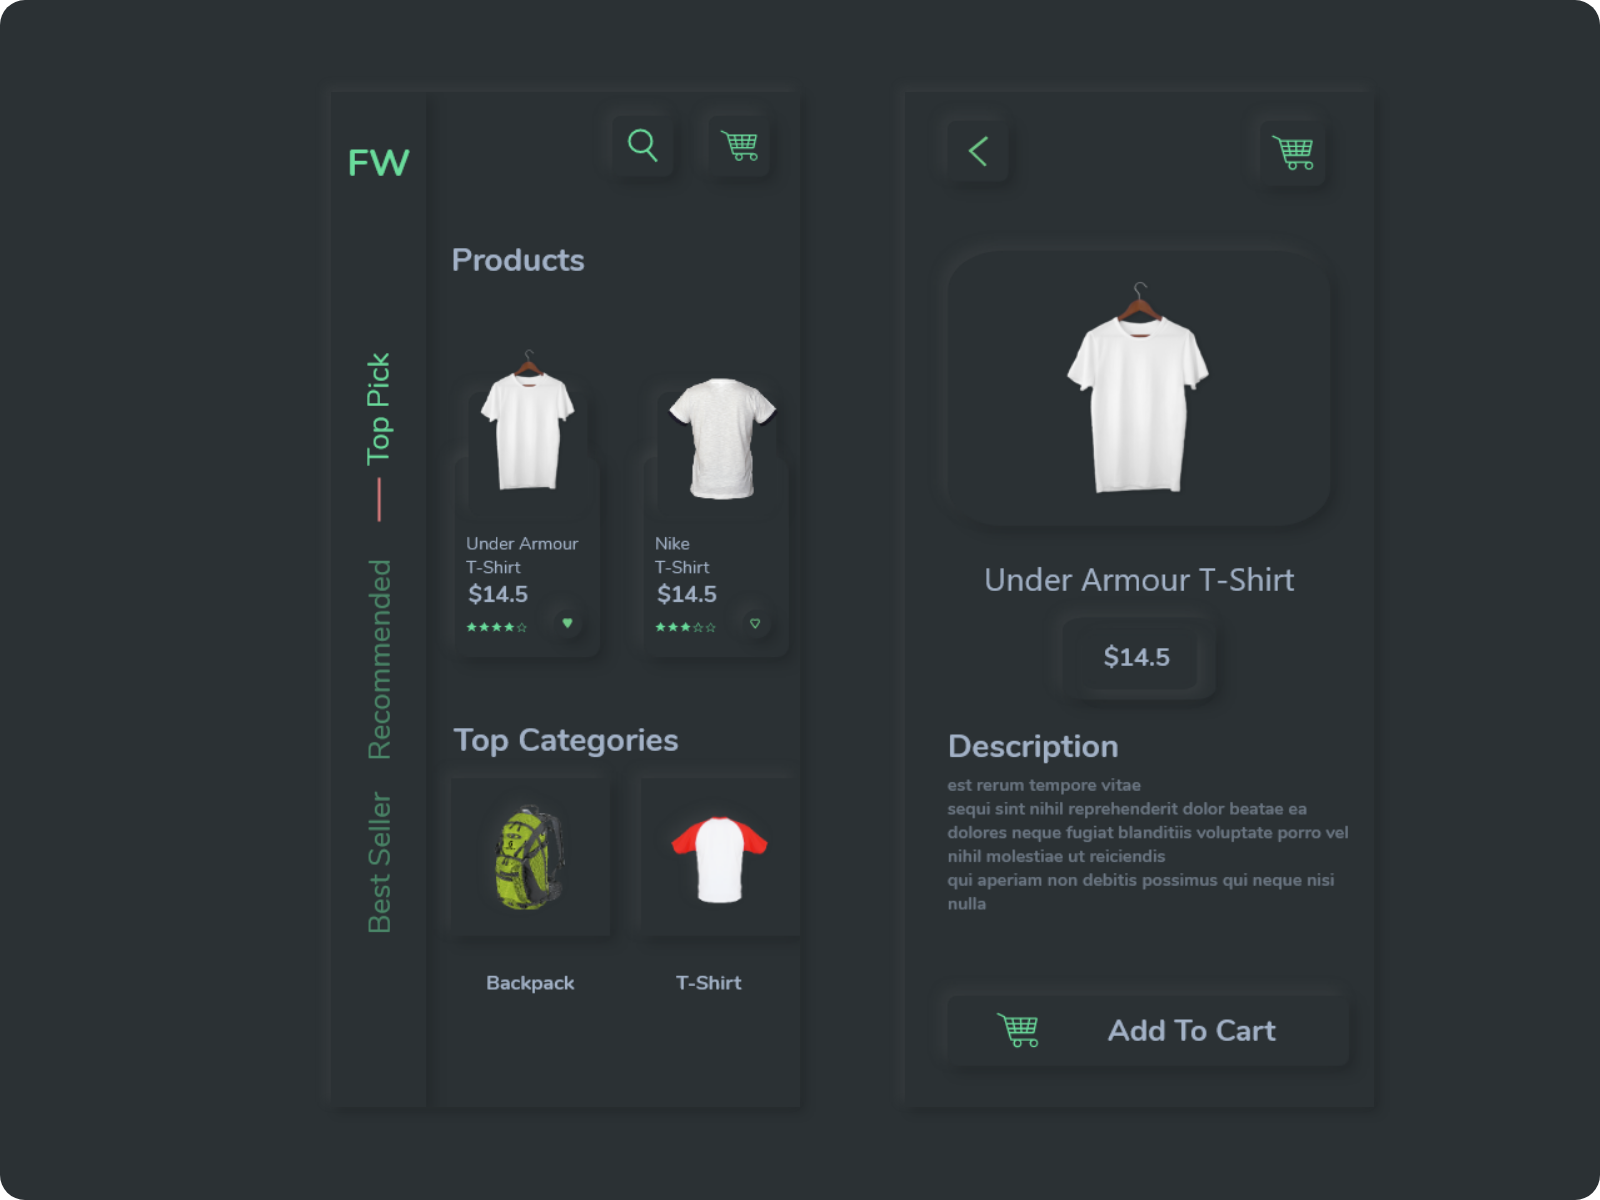 FW
Top Pick
Recommended
Best Seller
Products
Under Armour
T-Shirt
$14.5
Nike
T-Shirt
$14.5
Top Categories
Backpack
T-Shirt
Under Armour T-Shirt
$14.5
Description
est rerum tempore vitae
sequi sint nihil reprehenderit dolor beatae ea
dolores neque fugiat blanditiis voluptate porro vel
nihil molestiae ut reiciendis
qui aperiam non debitis possimus qui neque nisi
nulla
Add To Cart